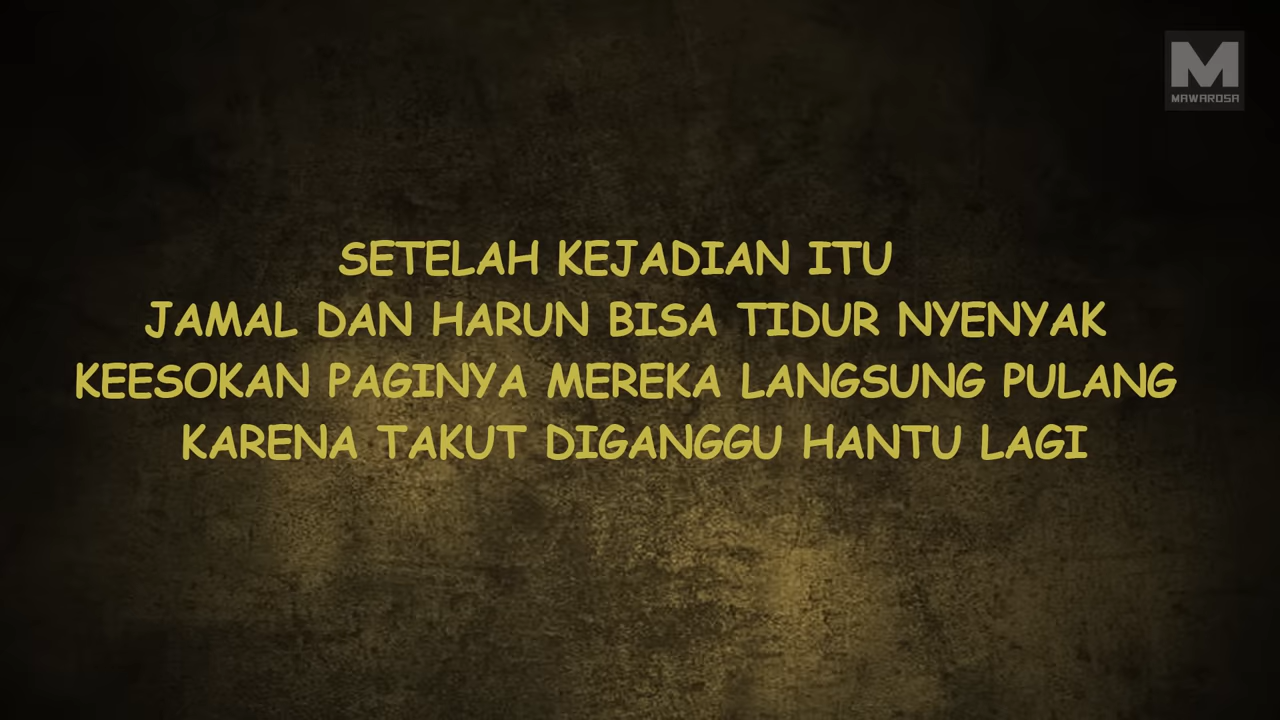 M
MAWAROSA
SETELAH KEJADIAN ITU
JAMAL DAN HARUN BISA TIDUR NYENYAK
KEESOKAN PAGINYA MEREKA LANGSUNG PULANG
KARENA TAKUT DIGANGGU HANTU LAGI